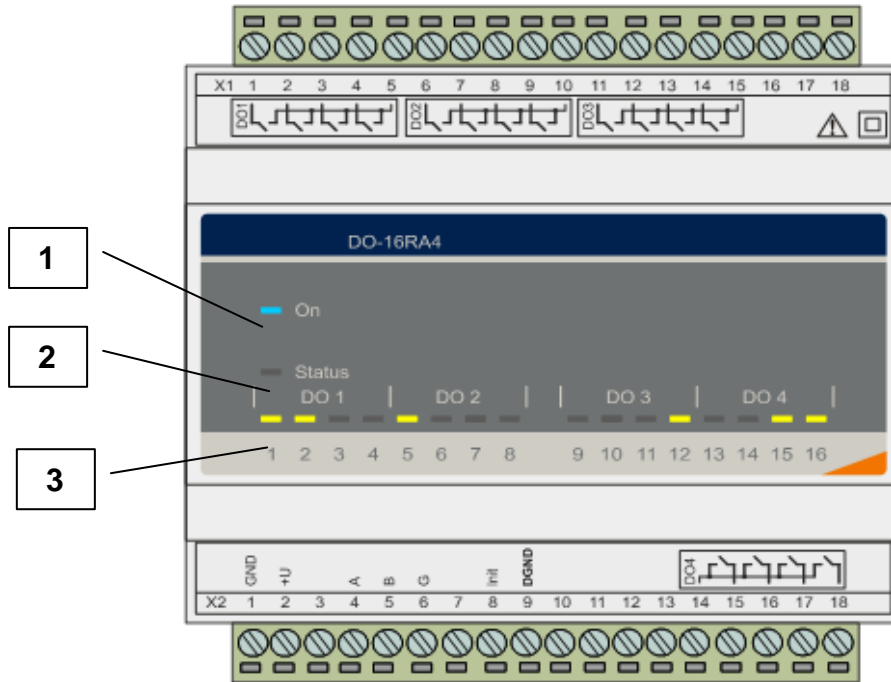 X1 1 2 3 4 5 6 7 8 9 10 11 12 13 14 15 16 17 18
DO1 DO2 DO3
DO-16RA4
1
On
2
Status
DO 1 DO 2 DO 3 DO 4
3
1 2 3 4 5 6 7 8 9 10 11 12 13 14 15 16
GND +U A B G Init DGND DO4
X2 1 2 3 4 5 6 7 8 9 10 11 12 13 14 15 16 17 18